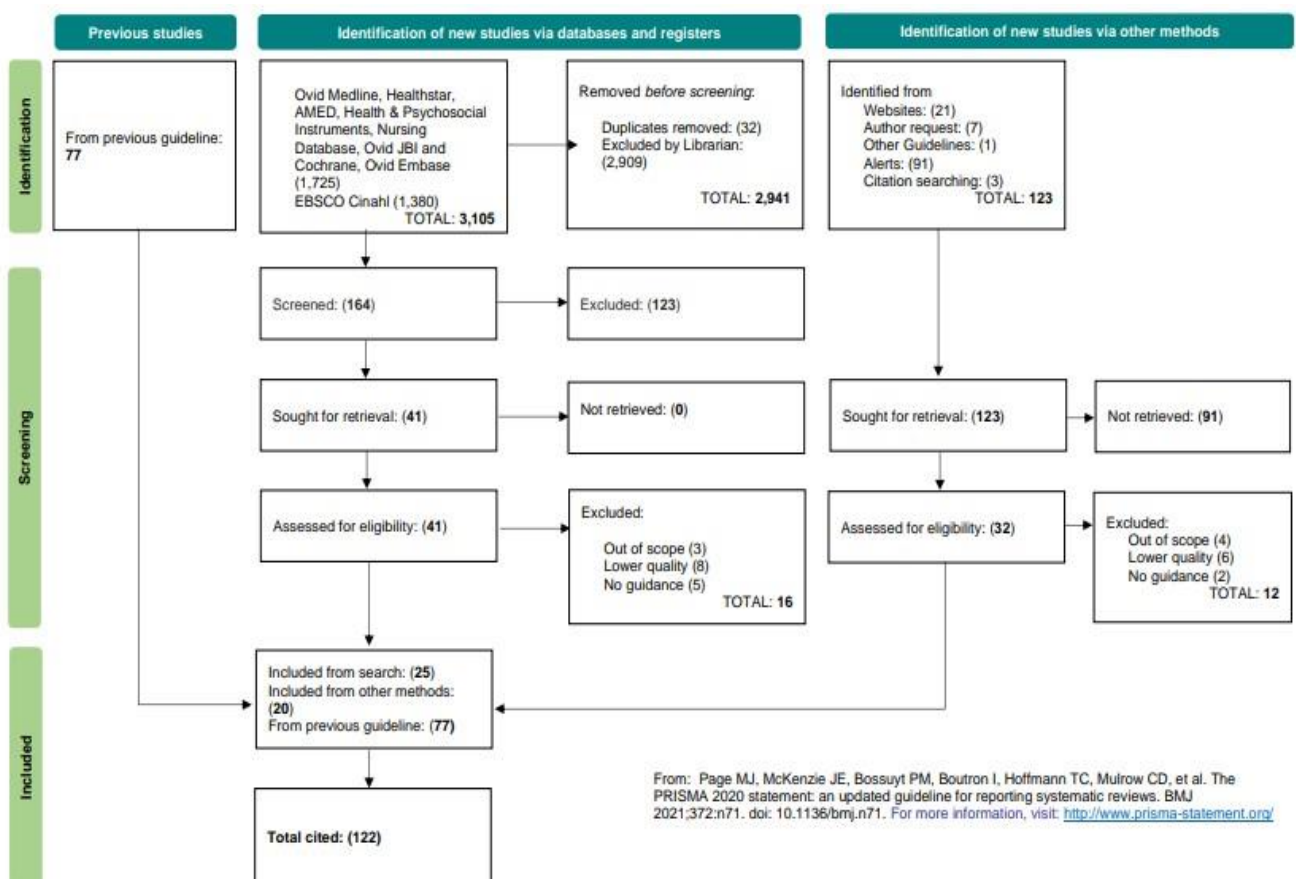 Previous studies
Identification of new studies via databases and registers
Identification of new studies via other methods
Identification
From previous guideline:
77
Ovid Medline, Healthstar,
AMED, Health & Psychosocial
Instruments, Nursing
Database, Ovid JBI and
Cochrane, Ovid Embase
(1,725)
EBSCO Cinahl (1,380)
TOTAL: 3,105
Removed before screening:
Duplicates removed: (32)
Excluded by Librarian:
(2,909)
TOTAL: 2,941
Identified from
Websites: (21)
Author request: (7)
Other Guidelines: (1)
Alerts: (91)
Citation searching: (3)
TOTAL: 123
Screening
Screened: (164)
Excluded: (123)
Sought for retrieval: (41)
Not retrieved: (0)
Sought for retrieval: (123)
Not retrieved: (91)
Assessed for eligibility: (41)
Excluded:
Out of scope (3)
Lower quality (8)
No guidance (5)
TOTAL: 16
Assessed for eligibility: (32)
Excluded:
Out of scope (4)
Lower quality (6)
No guidance (2)
TOTAL: 12
Included
Included from search: (25)
Included from other methods:
(20)
From previous guideline: (77)
Total cited: (122)
From: Page MJ, McKenzie JE, Bossuyt PM, Boutron I, Hoffmann TC, Mulrow CD, et al. The
PRISMA 2020 statement: an updated guideline for reporting systematic reviews. BMJ
2021;372:n71. doi: 10.1136/bmj.n71. For more information, visit: http://www.prisma-statement.org/